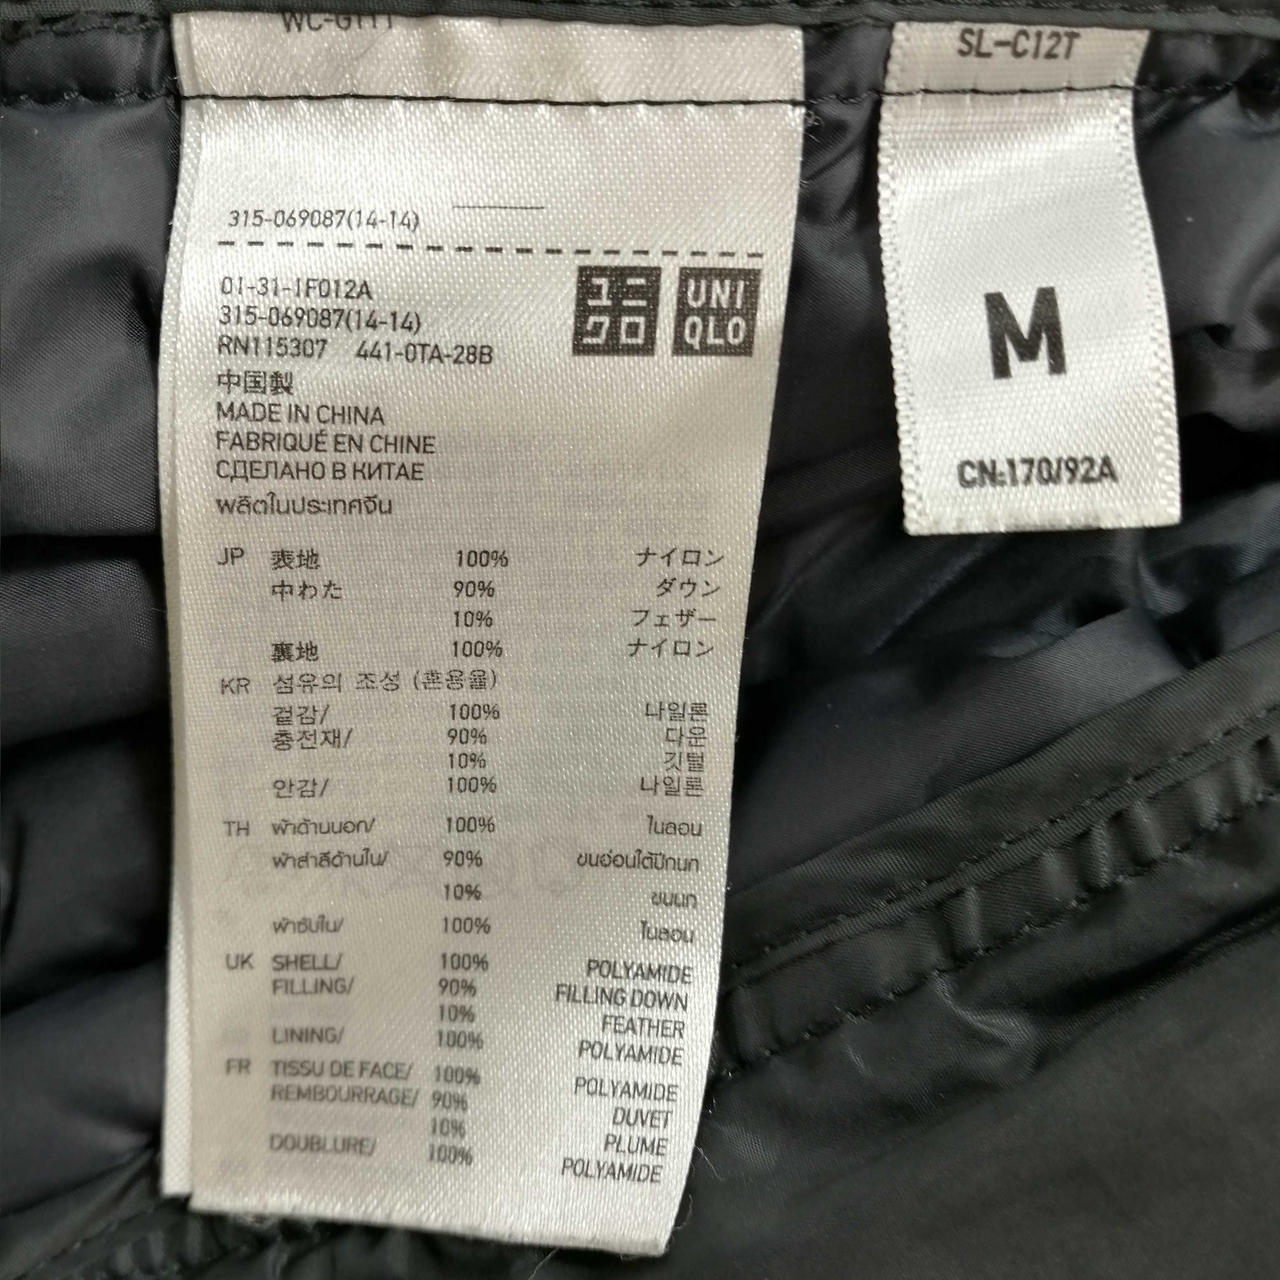 WC-G111
SL-C12T
315-069087(14-14)
01-31-1F012A
315-069087(14-14)
RN115307 441-0TA-28B
ユニ
クロ
UNI
QLO
M
CN:170/92A
中国製
MADE IN CHINA
FABRIQUÉ EN CHINE
СДЕЛАНО В КИТАЕ
ผลิตในประเทศจีน
JP 表地 100% ナイロン
中わた 90% ダウン
10% フェザー
裏地 100% ナイロン
KR 섬유의 조성 (혼용율)
겉감/ 100% 나일론
충전재/ 90% 다운
10% 깃털
안감/ 100% 나일론
TH ผ้าด้านนอก/ 100% ไนลอน
ผ้าสำลีด้านใน/ 90% ขนอ่อนใต้ปีกนก
10% ขนนก
ผ้าซับใน/ 100% ไนลอน
UK SHELL/ 100% POLYAMIDE
FILLING/ 90% FILLING DOWN
10% FEATHER
LINING/ 100% POLYAMIDE
FR TISSU DE FACE/ 100% POLYAMIDE
REMBOURRAGE/ 90% DUVET
10% PLUME
DOUBLURE/ 100% POLYAMIDE